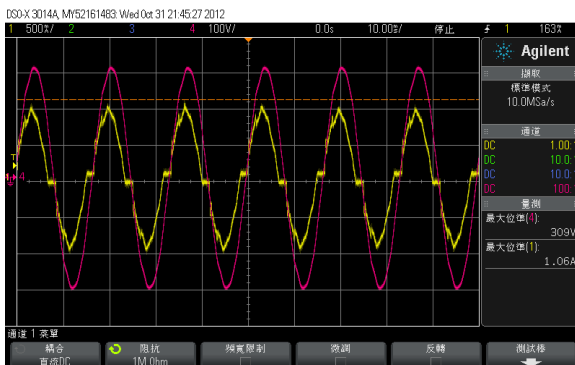 DSO-X 3014A, MY52161483: Wed Oct 31 21:45:27 2012
1 500%/ 2 3 4 100V/ 0.0s 10.00%/ 停止 1 163%
Agilent
擷取
標準模式
10.0MSa/s
通道
DC 1.00:1
DC 10.0:
DC 10.0:
DC 100:
量測
最大位準(4):
309V
最大位準(1):
1.06A
T
1 4
通道 1 菜單
耦合 阻抗 頻寬限制 微調 反轉 測試棒
直流DC 1M Ohm